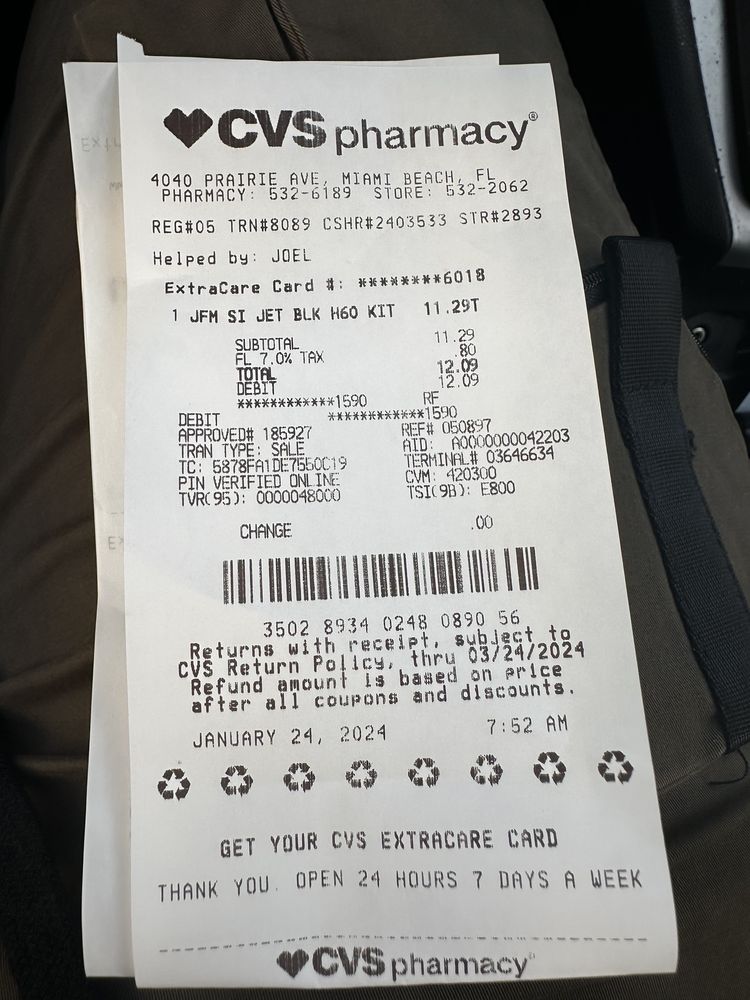 CVS pharmacy®
4040 PRAIRIE AVE, MIAMI BEACH, FL
PHARMACY: 532-6189 STORE: 532-2062
REG#05 TRN#8089 CSHR#2403533 STR#2893
Helped by: JOEL
ExtraCare Card #: ********6018
1 JFM SI JET BLK H60 KIT 11.29T
SUBTOTAL 11.29
FL 7.0% TAX .80
TOTAL 12.09
DEBIT 12.09
************1590 RF
DEBIT ************1590
APPROVED# 185927 REF# 050897
TRAN TYPE: SALE AID: A0000000042203
TC: 5878FA1DE7550C19 TERMINAL# 03646634
PIN VERIFIED ONLINE CVM: 420300
TVR(95): 0000048000 TSI(9B): E800
CHANGE .00
3502 8934 0248 0890 56
Returns with receipt, subject to
CVS Return Policy, thru 03/24/2024
Refund amount is based on price
after all coupons and discounts.
JANUARY 24, 2024 7:52 AM
GET YOUR CVS EXTRACARE CARD
THANK YOU. OPEN 24 HOURS 7 DAYS A WEEK
CVS pharmacy®